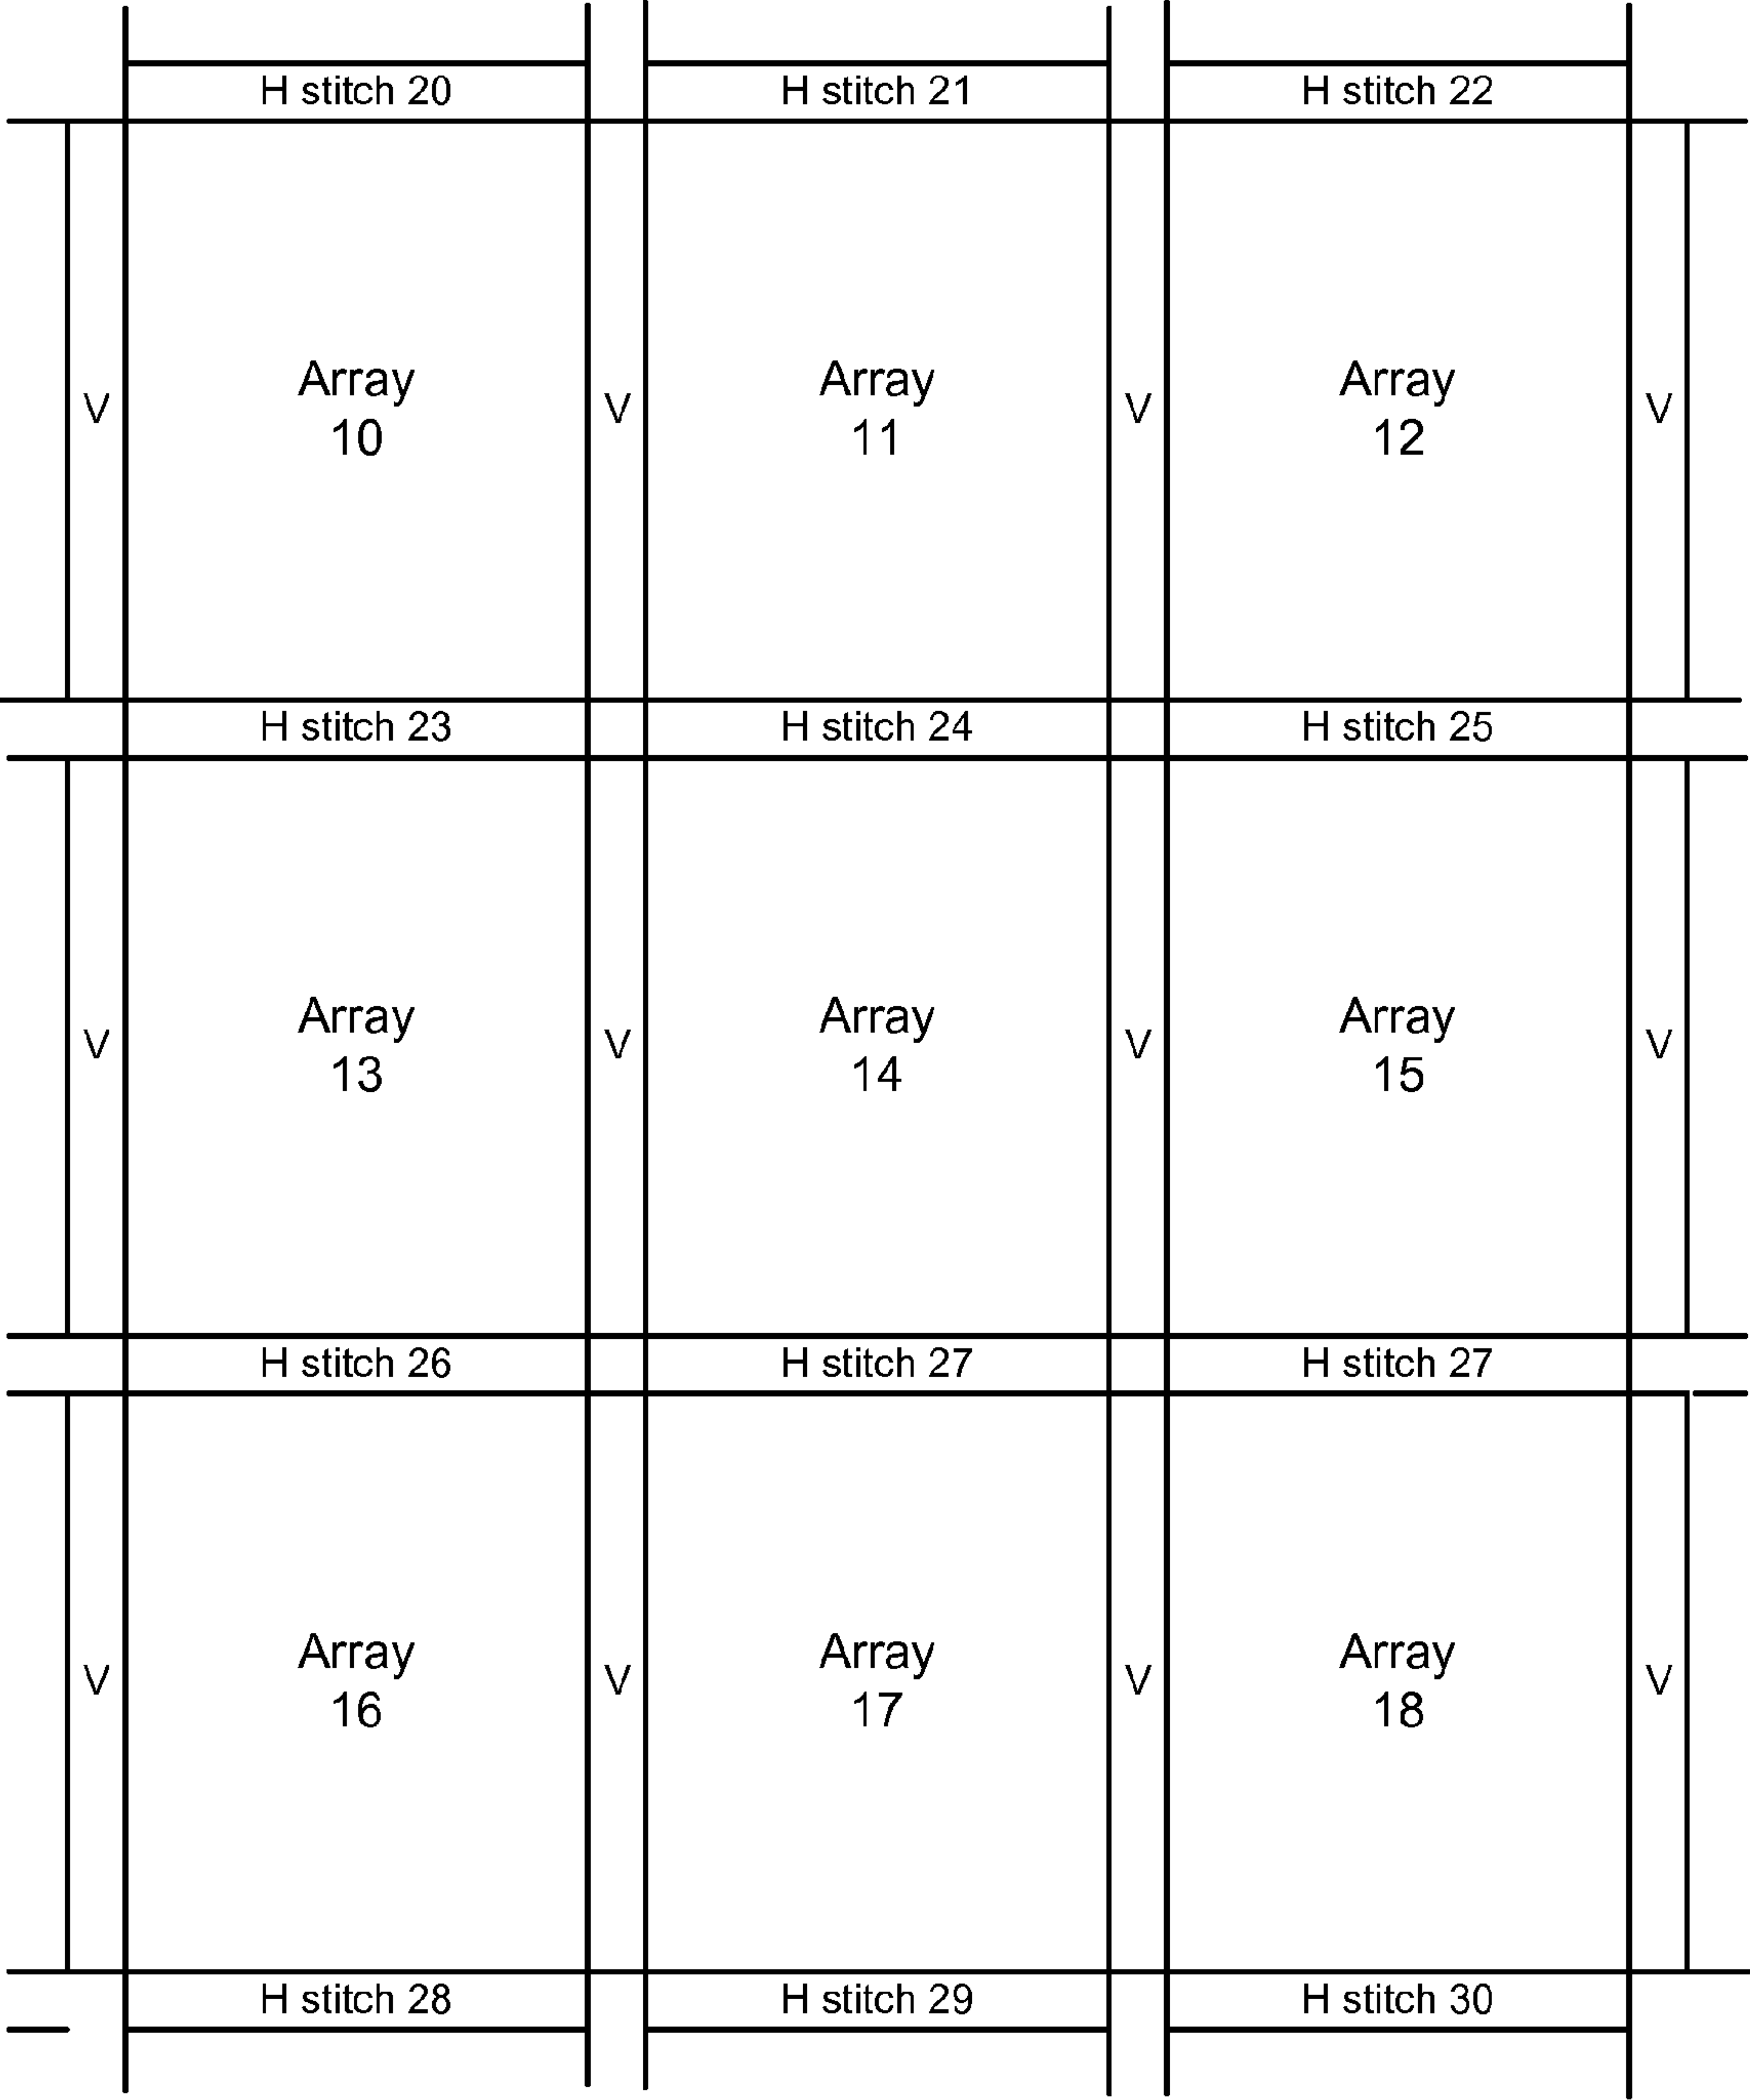 H stitch 20
H stitch 21
H stitch 22
V
Array
10
V
Array
11
V
Array
12
V
H stitch 23
H stitch 24
H stitch 25
V
Array
13
V
Array
14
V
Array
15
V
H stitch 26
H stitch 27
H stitch 27
V
Array
16
V
Array
17
V
Array
18
V
H stitch 28
H stitch 29
H stitch 30